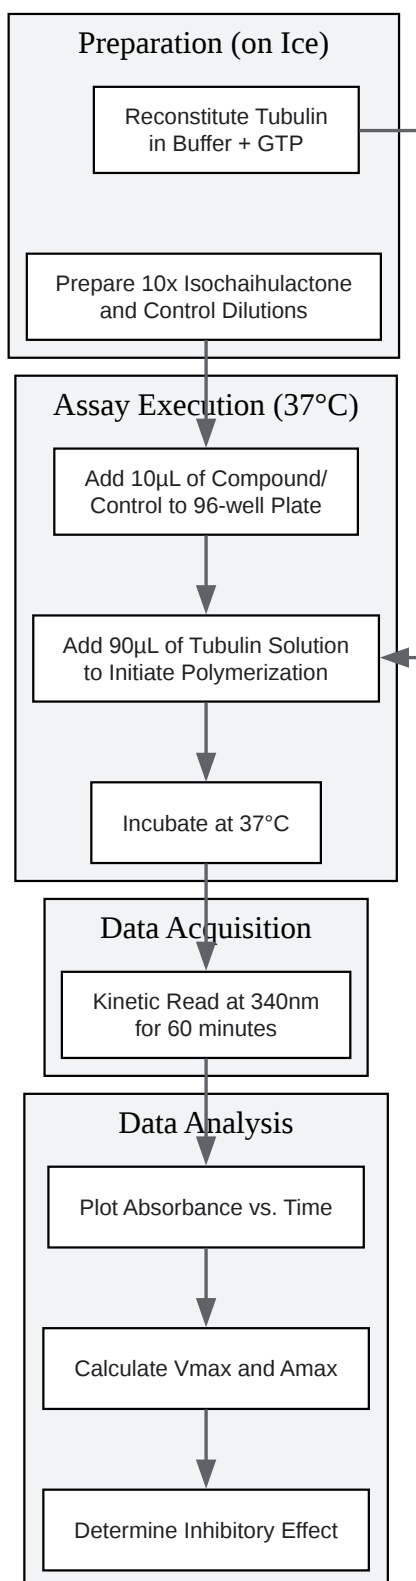 Preparation (on Ice)
Reconstitute Tubulin
in Buffer + GTP
Prepare 10x Isochaihulactone
and Control Dilutions
Assay Execution (37°C)
Add 10µL of Compound/
Control to 96-well Plate
Add 90µL of Tubulin Solution
to Initiate Polymerization
Incubate at 37°C
Data Acquisition
Kinetic Read at 340nm
for 60 minutes
Data Analysis
Plot Absorbance vs. Time
Calculate Vmax and Amax
Determine Inhibitory Effect